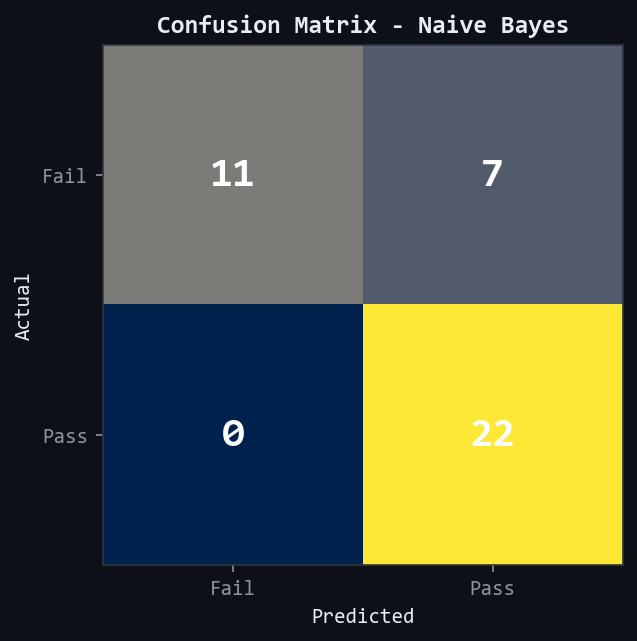 Confusion Matrix - Naive Bayes
Actual
Fail
11 7
Pass
0 22
Fail Pass
Predicted